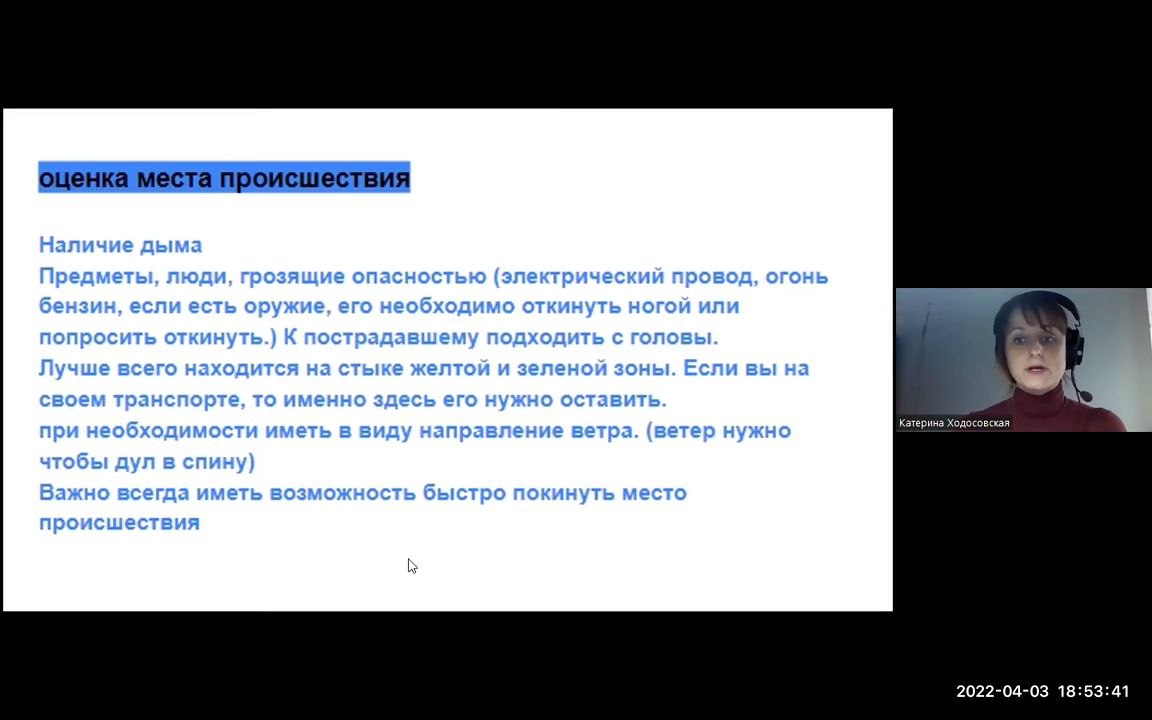 оценка места происшествия
Наличие дыма
Предметы, люди, грозящие опасностью (электрический провод, огонь
бензин, если есть оружие, его необходимо откинуть ногой или
попросить откинуть.) К пострадавшему подходить с головы.
Лучше всего находится на стыке желтой и зеленой зоны. Если вы на
своем транспорте, то именно здесь его нужно оставить.
при необходимости иметь в виду направление ветра. (ветер нужно
чтобы дул в спину)
Важно всегда иметь возможность быстро покинуть место
происшествия
Катерина Ходосовская
2022-04-03 18:53:41